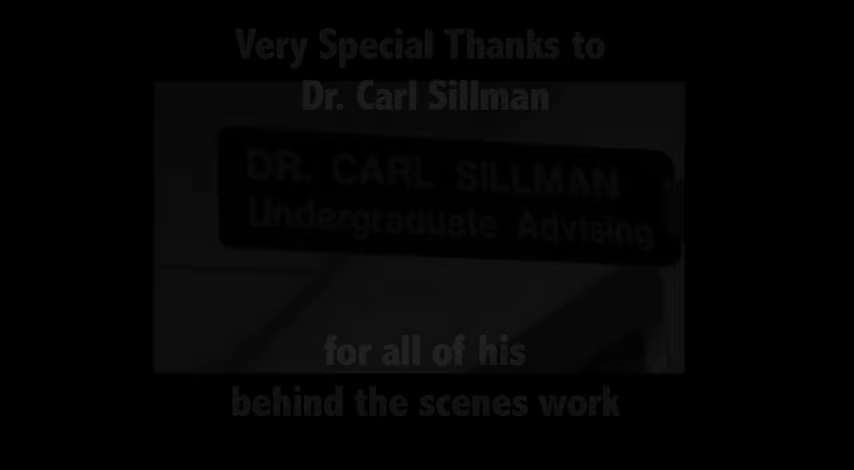 Very Special Thanks to
Dr. Carl Sillman
DR. CARL SILLMAN
Undergraduate Advising
for all of his
behind the scenes work